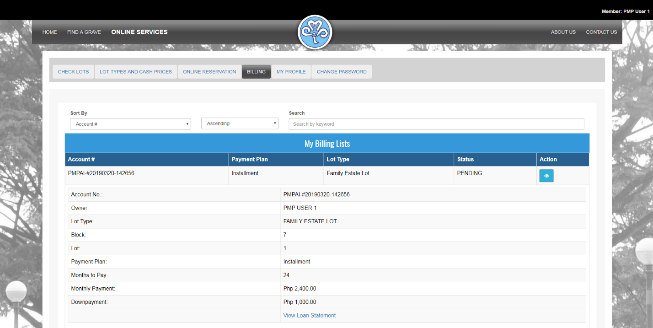 Member: PMP User 1
HOME FIND A GRAVE ONLINE SERVICES ABOUT US CONTACT US
CHECK LOTS LOT TYPES AND CASH PRICES ONLINE RESERVATION BILLING MY PROFILE CHANGE PASSWORD
Sort By Search
Account # Ascending Search by keyword
My Billing Lists
Account # Payment Plan Lot Type Status Action
PMPAI-#20190320-142656 Installment Family Estate Lot PENDING
Account No.: PMPAI-#20190320-142656
Owner: PMP USER 1
Lot Type: FAMILY ESTATE LOT
Block: 7
Lot: 1
Payment Plan: Installment
Months to Pay: 24
Monthly Payment: Php 2,400.00
Downpayment: Php 1,000.00
View Loan Statement